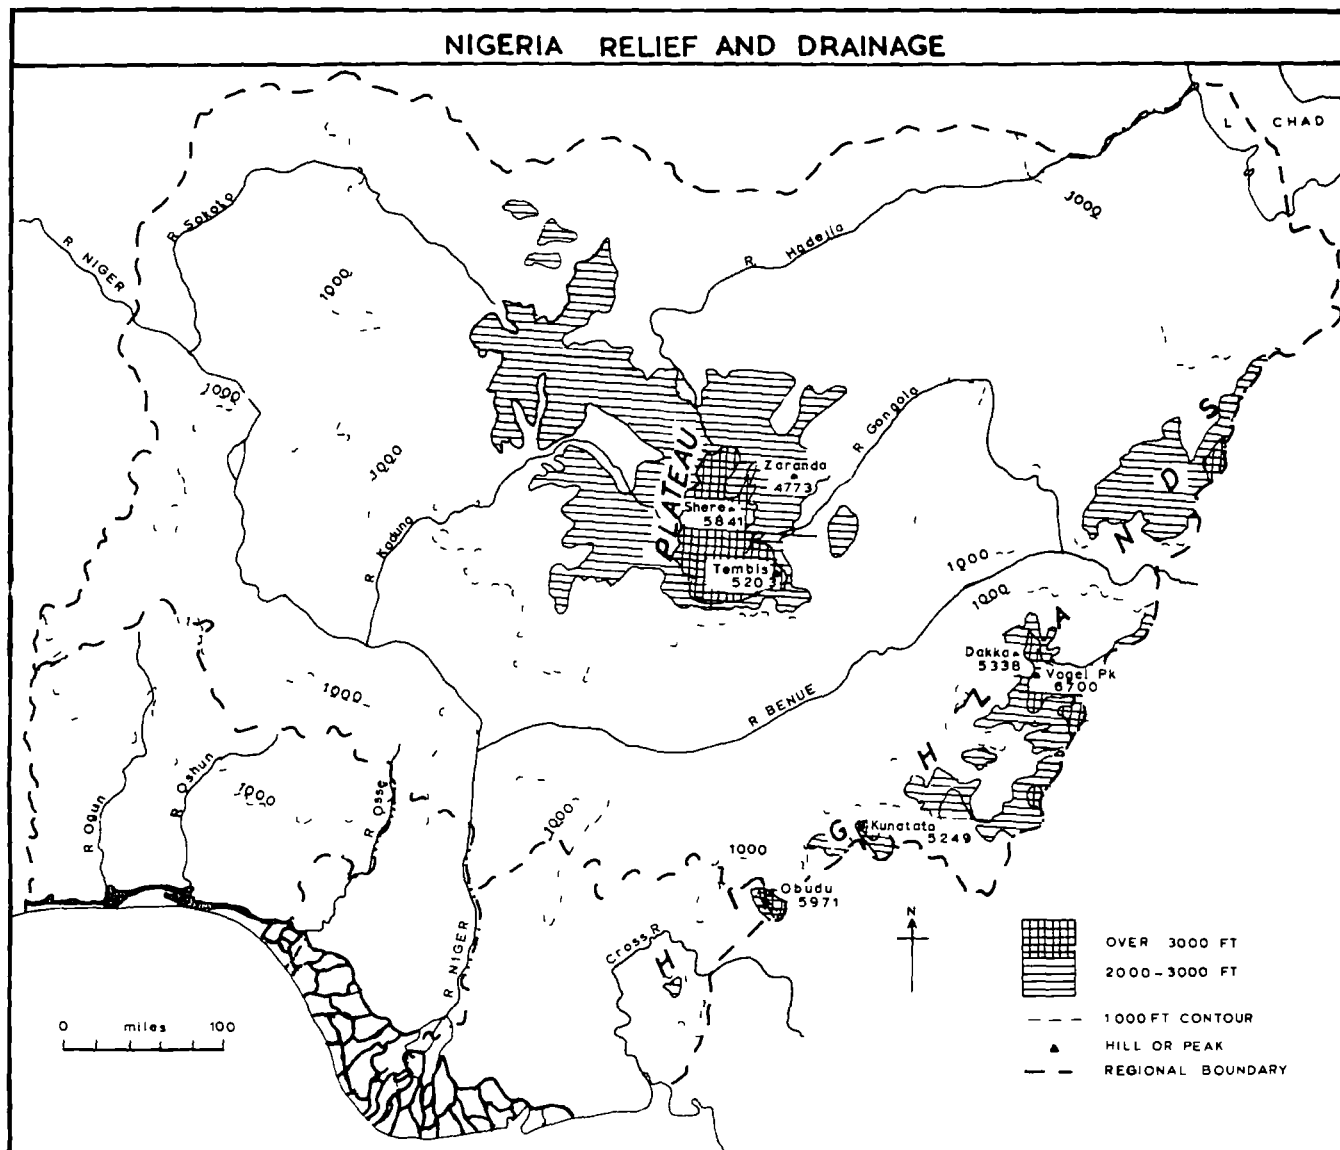 NIGERIA RELIEF AND DRAINAGE
L CHAD
R Sokoto
R NIGER
R. Hadejia
1000
1000
1000
1000
R Gongola
PLATEAU
Zaranda
4773
Shere
5841
Tembis
5203
R Kaduna
HIGHLANDS
1000
1000
Dakka
5338
Vogel Pk
6700
R BENUE
1000
R Ogun
R Oshun
1000
R Osse
1000
1000
Kunatata
5249
Obudu
5971
R NIGER
Cross R
N
0 miles 100
OVER 3000 FT
2000-3000 FT
1000 FT CONTOUR
HILL OR PEAK
REGIONAL BOUNDARY